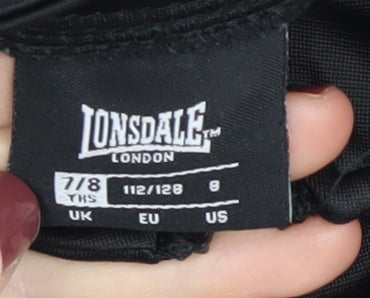 LONSDALE™
LONDON
7/8 YRS 112/128 8
UK EU US